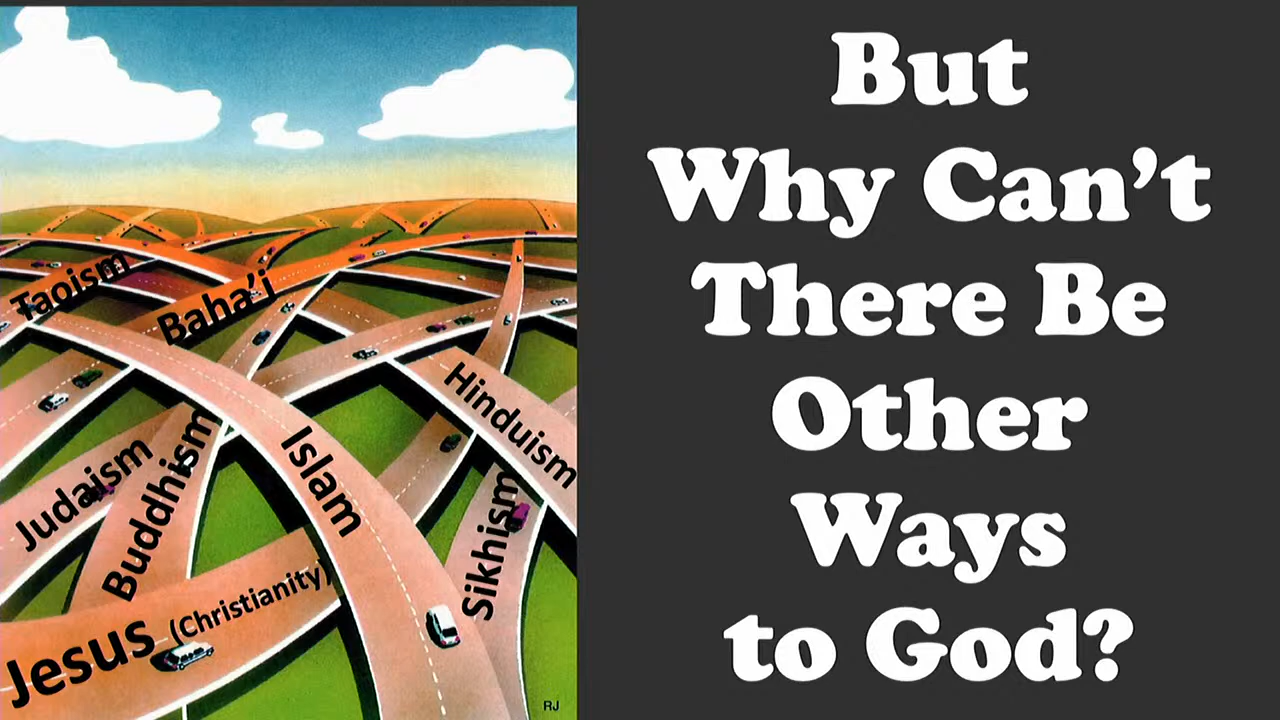 Taoism
Baha'i
Hinduism
Judaism
Buddhism
Islam
Sikhism
Jesus (Christianity)
RJ
But
Why Can’t
There Be
Other
Ways
to God?